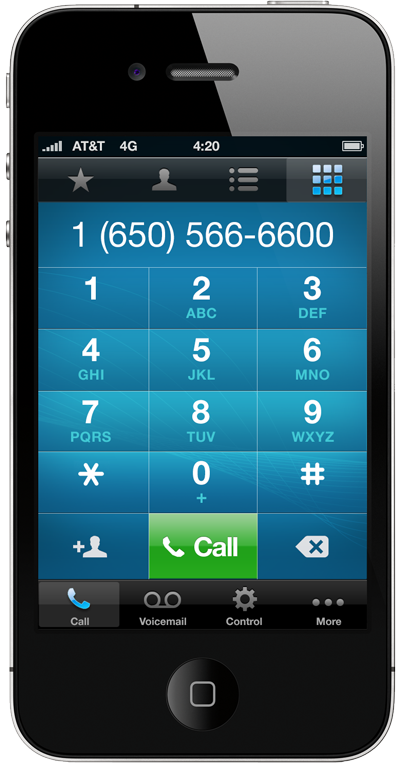 AT&T 4G 4:20
1 (650) 566-6600
1 2 3
ABC DEF
4 5 6
GHI JKL MNO
7 8 9
PQRS TUV WXYZ
* 0 #
+
+ Call
Call Voicemail Control More